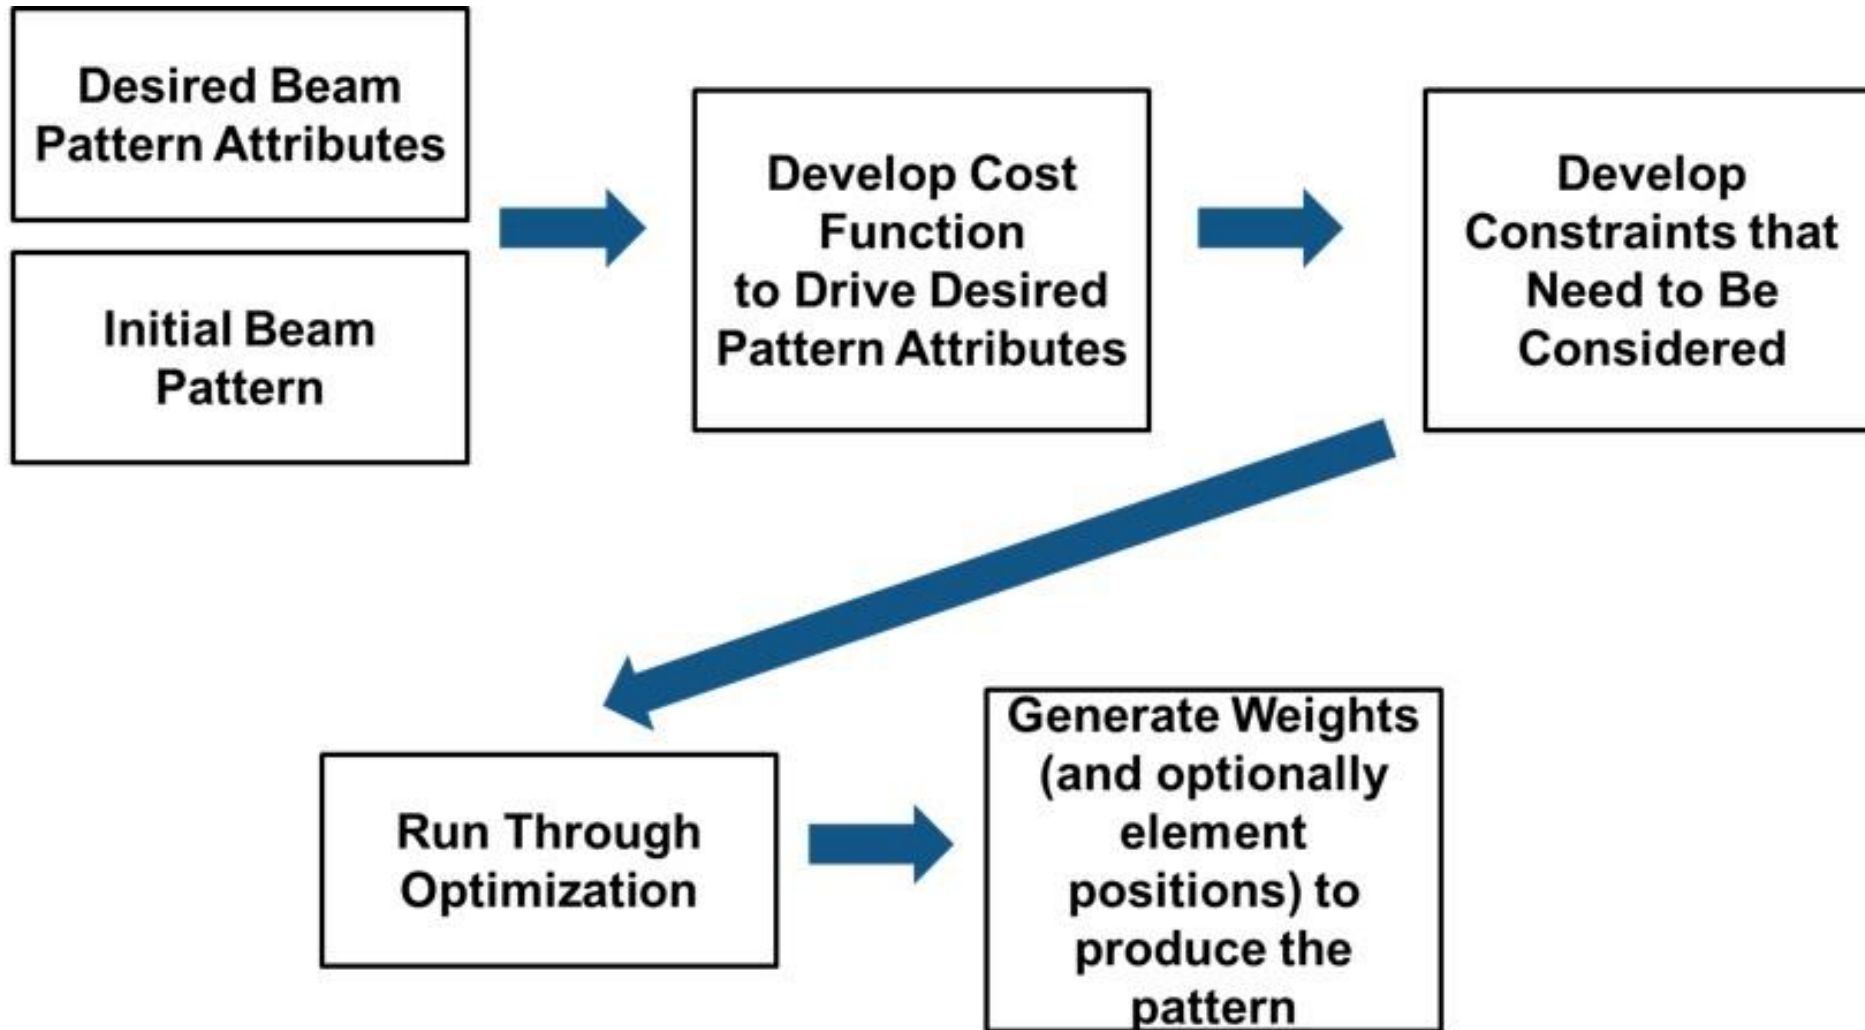 Desired Beam
Pattern Attributes
Initial Beam
Pattern
Develop Cost
Function
to Drive Desired
Pattern Attributes
Develop
Constraints that
Need to Be
Considered
Run Through
Optimization
Generate Weights
(and optionally
element
positions) to
produce the
pattern